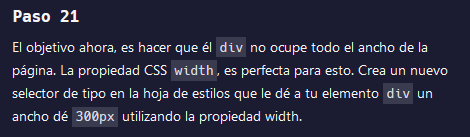 Paso 21
El objetivo ahora, es hacer que él div no ocupe todo el ancho de la
página. La propiedad CSS width, es perfecta para esto. Crea un nuevo
selector de tipo en la hoja de estilos que le dé a tu elemento div un
ancho dé 300px utilizando la propiedad width.